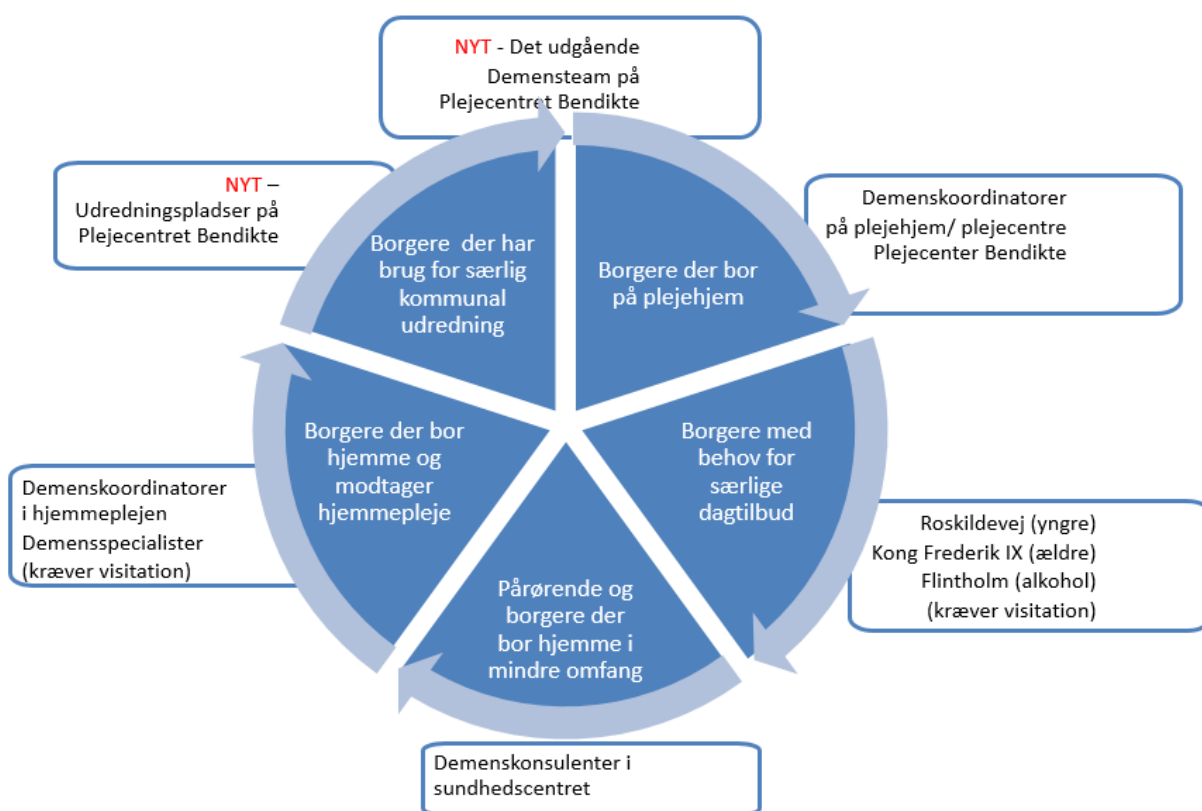 NYT - Det udgående
Demensteam på
Plejecentret Bendikte
NYT –
Udredningspladser på
Plejecentret Bendikte
Demenskoordinatorer
på plejehjem/ plejecentre
Plejecenter Bendikte
Borgere der har
brug for særlig
kommunal
udredning
Borgere der bor
på plejehjem
Borgere der bor
hjemme og
modtager
hjemmepleje
Borgere med
behov for
særlige
dagtilbud
Demenskoordinatorer
i hjemmeplejen
Demensspecialister
(kræver visitation)
Roskildevej (yngre)
Kong Frederik IX (ældre)
Flintholm (alkohol)
(kræver visitation)
Pårørende og
borgere der
bor hjemme i
mindre omfang
Demenskonsulenter i
sundhedscentret